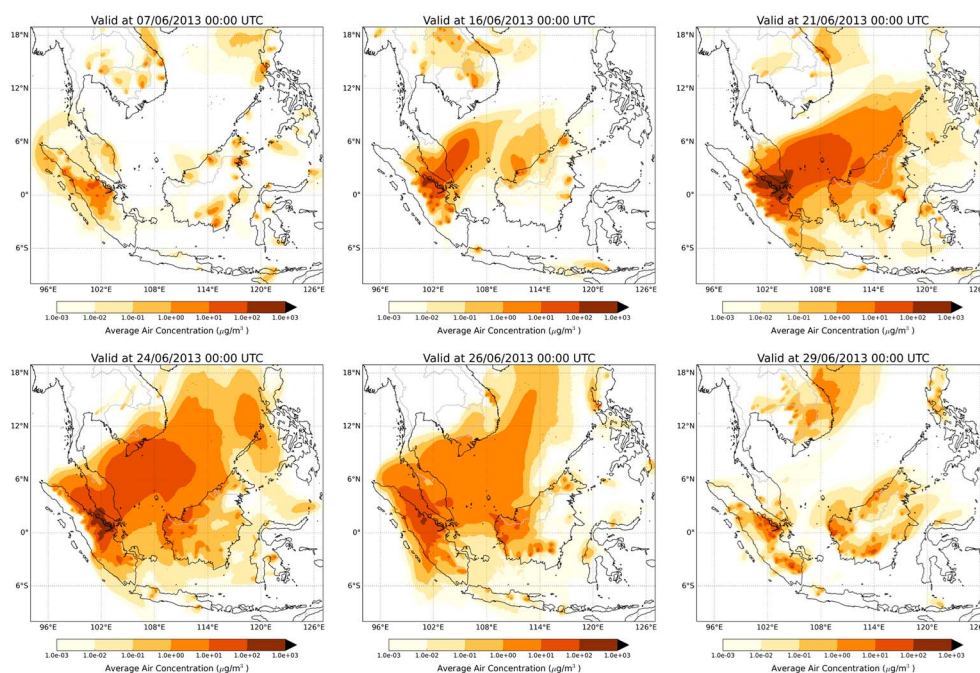 Valid at 07/06/2013 00:00 UTC
18°N
12°N
6°N
0°
6°S
96°E 102°E 108°E 114°E 120°E 126°E
1.0e-03 1.0e-02 1.0e-01 1.0e+00 1.0e+01 1.0e+02 1.0e+03
Average Air Concentration (μg/m³ )
Valid at 16/06/2013 00:00 UTC
18°N
12°N
6°N
0°
6°S
96°E 102°E 108°E 114°E 120°E 126°E
1.0e-03 1.0e-02 1.0e-01 1.0e+00 1.0e+01 1.0e+02 1.0e+03
Average Air Concentration (μg/m³ )
Valid at 21/06/2013 00:00 UTC
18°N
12°N
6°N
0°
6°S
96°E 102°E 108°E 114°E 120°E 126°E
1.0e-03 1.0e-02 1.0e-01 1.0e+00 1.0e+01 1.0e+02 1.0e+03
Average Air Concentration (μg/m³ )
Valid at 24/06/2013 00:00 UTC
18°N
12°N
6°N
0°
6°S
96°E 102°E 108°E 114°E 120°E 126°E
1.0e-03 1.0e-02 1.0e-01 1.0e+00 1.0e+01 1.0e+02 1.0e+03
Average Air Concentration (μg/m³ )
Valid at 26/06/2013 00:00 UTC
18°N
12°N
6°N
0°
6°S
96°E 102°E 108°E 114°E 120°E 126°E
1.0e-03 1.0e-02 1.0e-01 1.0e+00 1.0e+01 1.0e+02 1.0e+03
Average Air Concentration (μg/m³ )
Valid at 29/06/2013 00:00 UTC
18°N
12°N
6°N
0°
6°S
96°E 102°E 108°E 114°E 120°E 126°E
1.0e-03 1.0e-02 1.0e-01 1.0e+00 1.0e+01 1.0e+02 1.0e+03
Average Air Concentration (μg/m³ )